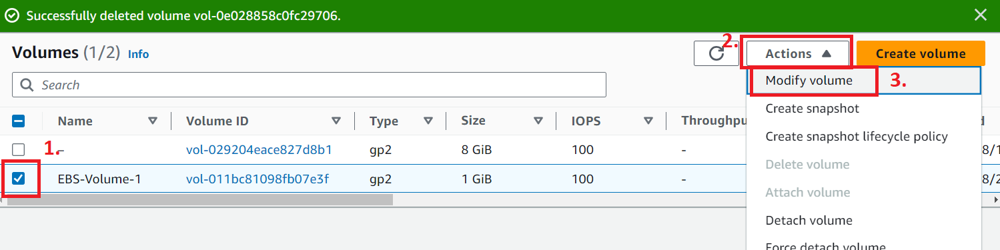 Successfully deleted volume vol-0e028858c0fc29706.
Volumes (1/2) Info
2.
Actions
Create volume
Search
Modify volume
3.
Name Volume ID Type Size IOPS
Create snapshot
1.
– vol-029204eace827d8b1 gp2 8 GiB 100 -
Create snapshot lifecycle policy
Delete volume
EBS-Volume-1 vol-011bc81098fb07e3f gp2 1 GiB 100 -
Attach volume
Detach volume
Force detach volume